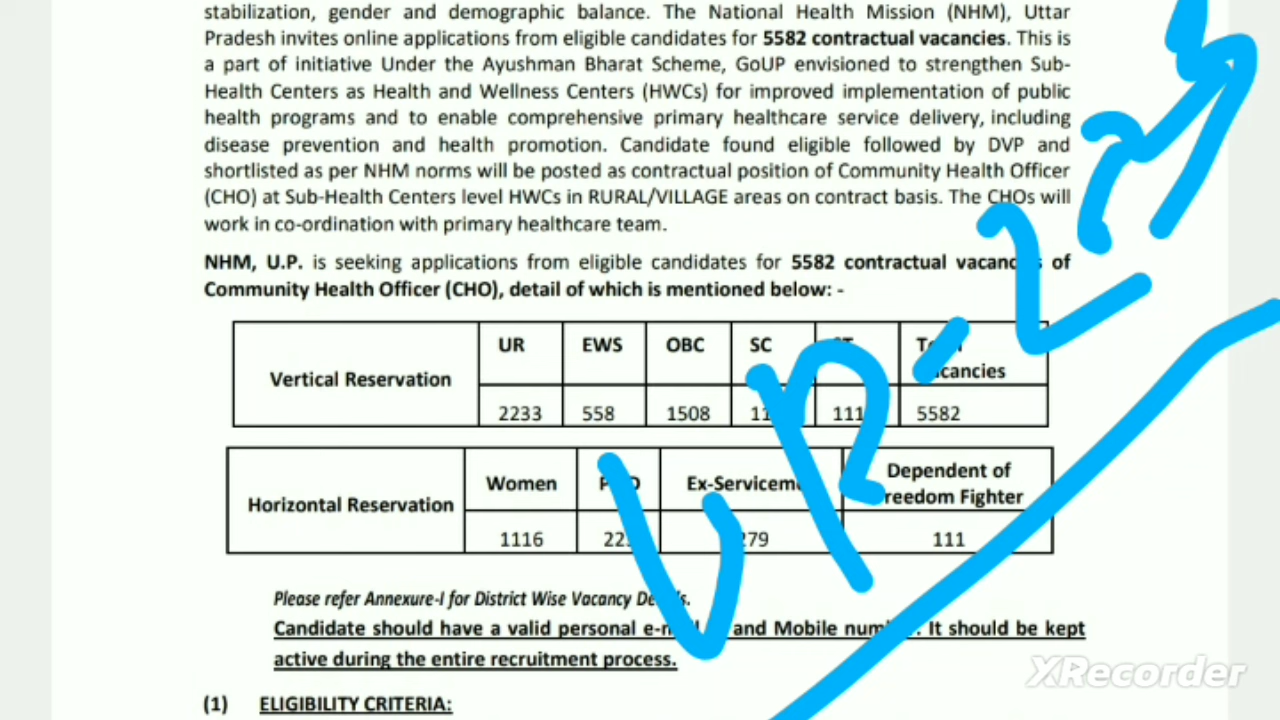 stabilization, gender and demographic balance. The National Health Mission (NHM), Uttar
Pradesh invites online applications from eligible candidates for 5582 contractual vacancies. This is
a part of initiative Under the Ayushman Bharat Scheme, GoUP envisioned to strengthen Sub-
Health Centers as Health and Wellness Centers (HWCs) for improved implementation of public
health programs and to enable comprehensive primary healthcare service delivery, including
disease prevention and health promotion. Candidate found eligible followed by DVP and
shortlisted as per NHM norms will be posted as contractual position of Community Health Officer
(CHO) at Sub-Health Centers level HWCs in RURAL/VILLAGE areas on contract basis. The CHOs will
work in co-ordination with primary healthcare team.
NHM, U.P. is seeking applications from eligible candidates for 5582 contractual of
Community Health Officer (CHO), detail of which is mentioned below: -
UR EWS OBC SC
Vertical Reservation
2233 558 1508 111 5582
Women
Dependent of
Horizontal Reservation
Fighter
1116 111
Please refer Annexure-I for District Wise Vacancy
Candidate should have a valid personal and Mobile It should be kept
active during the entire recruitment process.
XRecorder
(1) ELIGIBILITY CRITERIA: